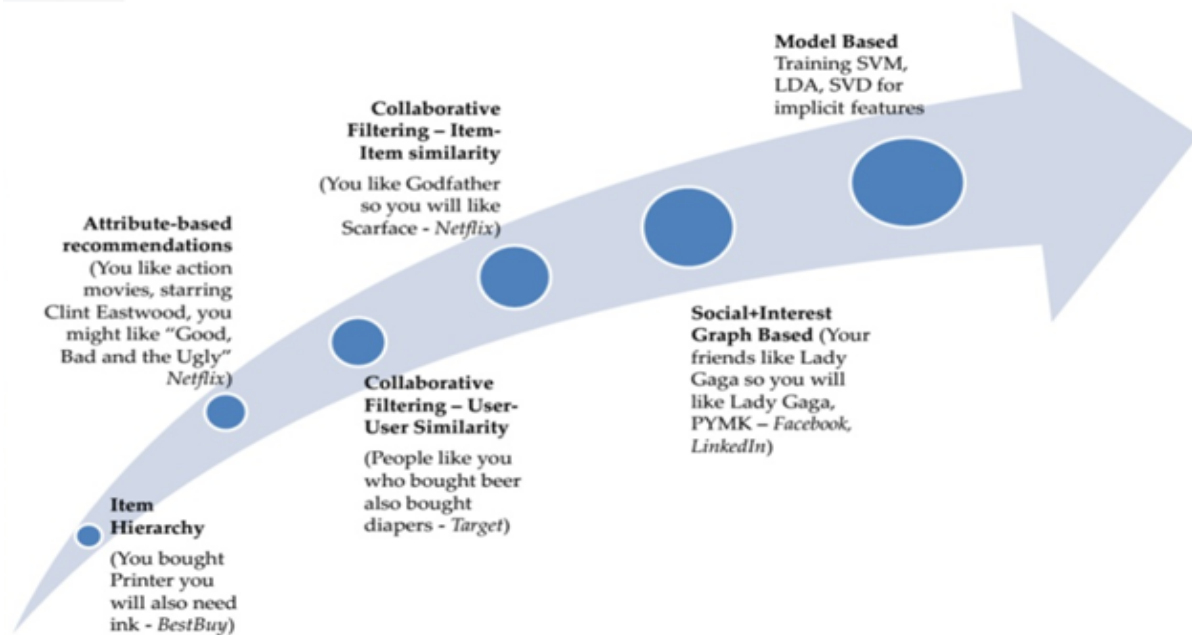 Item
Hierarchy
(You bought
Printer you
will also need
ink - BestBuy)
Attribute-based
recommendations
(You like action
movies, starring
Clint Eastwood, you
might like “Good,
Bad and the Ugly”
Netflix)
Collaborative
Filtering – User-
User Similarity
(People like you
who bought beer
also bought
diapers - Target)
Collaborative
Filtering – Item-
Item similarity
(You like Godfather
so you will like
Scarface - Netflix)
Social+Interest
Graph Based (Your
friends like Lady
Gaga so you will
like Lady Gaga,
PYMK – Facebook,
LinkedIn)
Model Based
Training SVM,
LDA, SVD for
implicit features